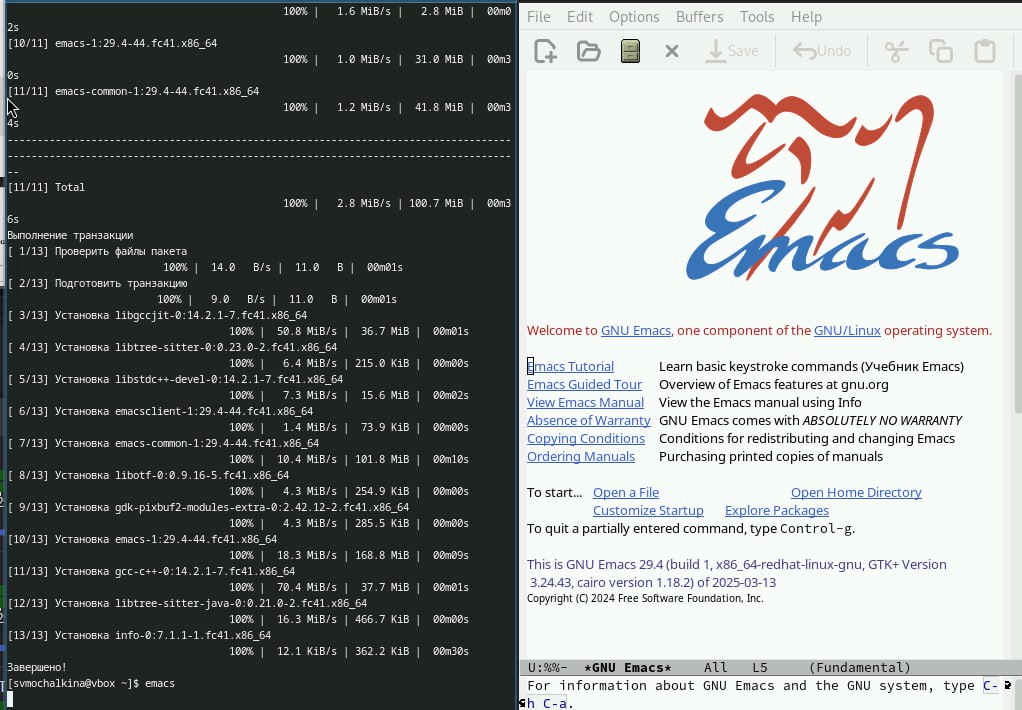 100% |   1.6 MiB/s |   2.8 MiB |  00m0
2s
[10/11] emacs-1:29.4-44.fc41.x86_64
100% |   1.0 MiB/s |  31.0 MiB |  00m3
0s
[11/11] emacs-common-1:29.4-44.fc41.x86_64
100% |   1.2 MiB/s |  41.8 MiB |  00m3
4s
--------------------------------------------------------------------------------
--------------------------------------------------------------------------------
--
[11/11] Total
100% |   2.8 MiB/s | 100.7 MiB |  00m3
6s
Выполнение транзакции
[ 1/13] Проверить файлы пакета
100% |  14.0   B/s |  11.0   B |  00m01s
[ 2/13] Подготовить транзакцию
100% |   9.0   B/s |  11.0   B |  00m01s
[ 3/13] Установка libgccjit-0:14.2.1-7.fc41.x86_64
100% |  50.8 MiB/s |  36.7 MiB |  00m01s
[ 4/13] Установка libtree-sitter-0:0.23.0-2.fc41.x86_64
100% |   6.4 MiB/s | 215.0 KiB |  00m00s
[ 5/13] Установка libstdc++-devel-0:14.2.1-7.fc41.x86_64
100% |   7.3 MiB/s |  15.6 MiB |  00m02s
[ 6/13] Установка emacsclient-1:29.4-44.fc41.x86_64
100% |   1.4 MiB/s |  73.9 KiB |  00m00s
[ 7/13] Установка emacs-common-1:29.4-44.fc41.x86_64
100% |  10.4 MiB/s | 101.8 MiB |  00m10s
[ 8/13] Установка libotf-0:0.9.16-5.fc41.x86_64
100% |   4.3 MiB/s | 254.9 KiB |  00m00s
[ 9/13] Установка gdk-pixbuf2-modules-extra-0:2.42.12-2.fc41.x86_64
100% |   4.3 MiB/s | 285.5 KiB |  00m00s
[10/13] Установка emacs-1:29.4-44.fc41.x86_64
100% |  18.3 MiB/s | 168.8 MiB |  00m09s
[11/13] Установка gcc-c++-0:14.2.1-7.fc41.x86_64
100% |  70.4 MiB/s |  37.7 MiB |  00m01s
[12/13] Установка libtree-sitter-java-0:0.21.0-2.fc41.x86_64
100% |  16.3 MiB/s | 466.7 KiB |  00m00s
[13/13] Установка info-0:7.1.1-1.fc41.x86_64
100% |  12.1 KiB/s | 362.2 KiB |  00m30s
Завершено!
[svmochalkina@vbox ~]$ emacs
File Edit Options Buffers Tools Help
Save Undo
Emacs
Welcome to GNU Emacs, one component of the GNU/Linux operating system.
Emacs Tutorial Learn basic keystroke commands (Учебник Emacs)
Emacs Guided Tour Overview of Emacs features at gnu.org
View Emacs Manual View the Emacs manual using Info
Absence of Warranty GNU Emacs comes with ABSOLUTELY NO WARRANTY
Copying Conditions Conditions for redistributing and changing Emacs
Ordering Manuals Purchasing printed copies of manuals
To start... Open a File Open Home Directory
Customize Startup Explore Packages
To quit a partially entered command, type Control-g.
This is GNU Emacs 29.4 (build 1, x86_64-redhat-linux-gnu, GTK+ Version
3.24.43, cairo version 1.18.2) of 2025-03-13
Copyright (C) 2024 Free Software Foundation, Inc.
U:%%-  *GNU Emacs*   All   L5   (Fundamental)
For information about GNU Emacs and the GNU system, type C-
h C-a.